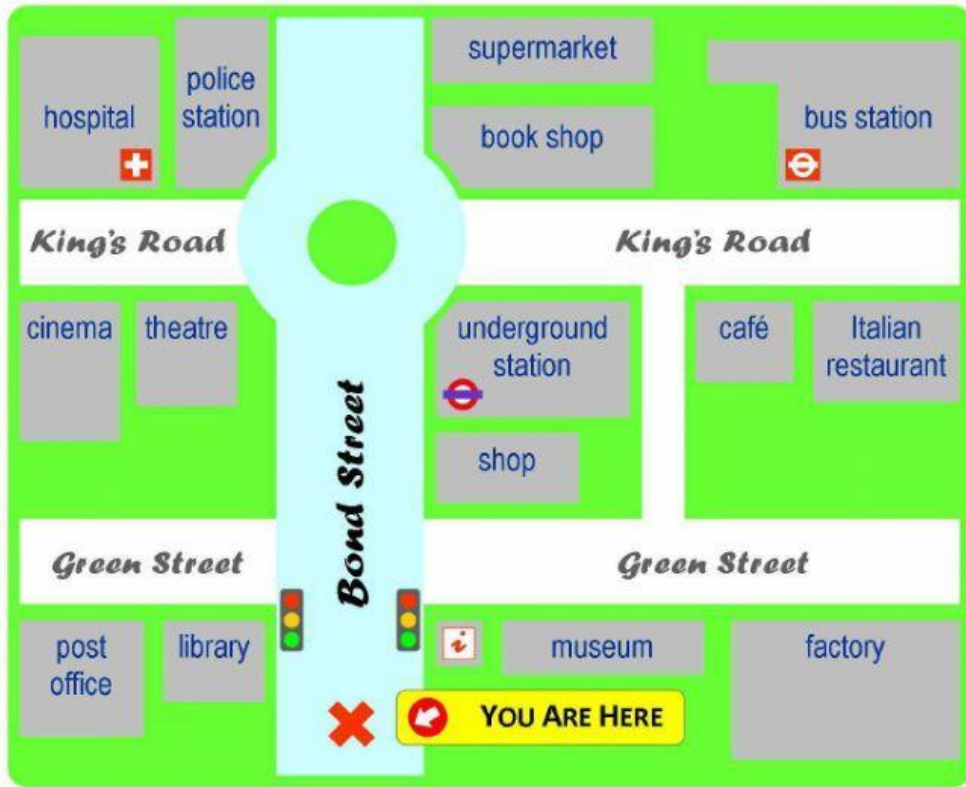 hospital
police
station
supermarket
book shop
bus station
King's Road
King's Road
cinema
theatre
underground
station
café
Italian
restaurant
shop
Bond Street
Green Street
Green Street
post
office
library
i
museum
factory
YOU ARE HERE